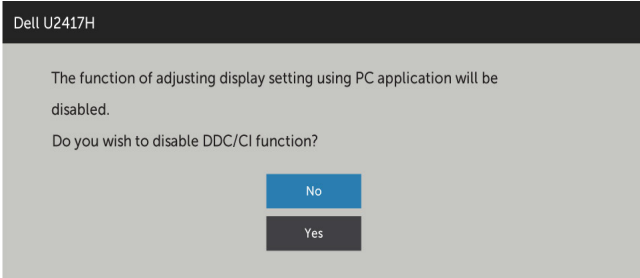 Dell U2417H
The function of adjusting display setting using PC application will be
disabled.
Do you wish to disable DDC/CI function?
No
Yes